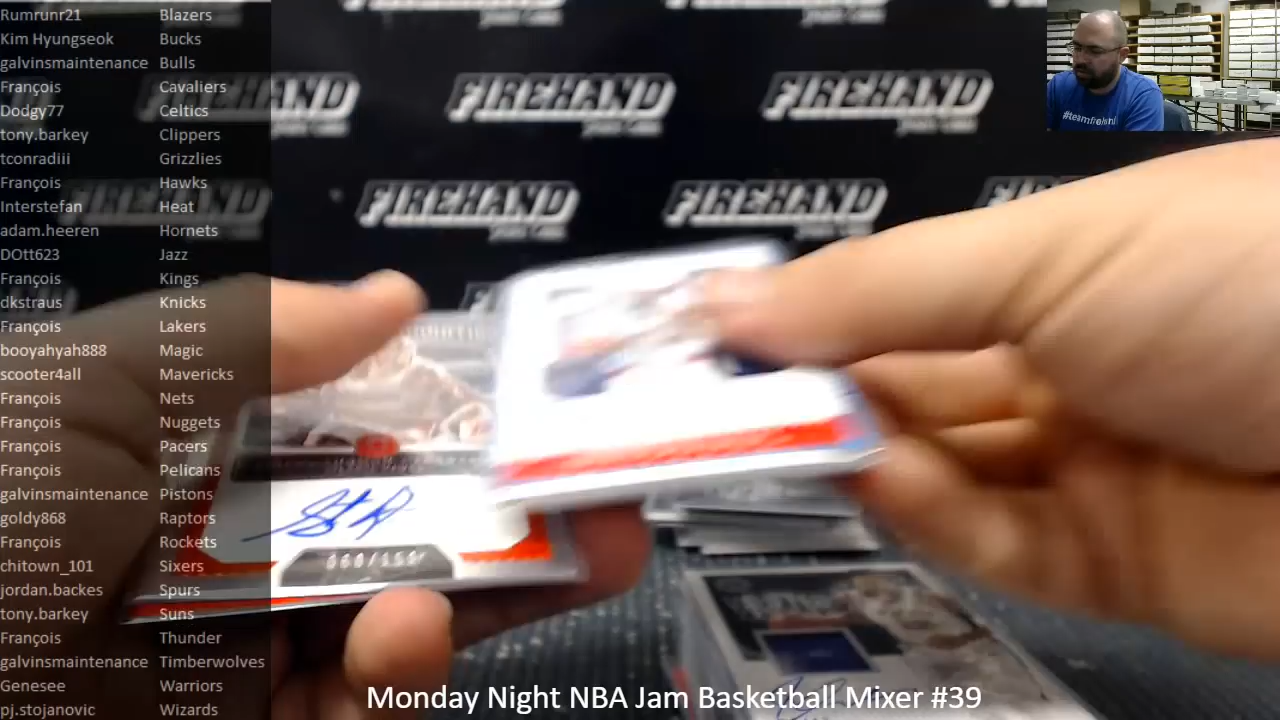 Rumrunr21 Blazers
Kim Hyungseok Bucks
galvinsmaintenance Bulls
François Cavaliers
Dodgy77 Celtics
tony.barkey Clippers
tconradiii Grizzlies
François Hawks
Interstefan Heat
adam.heeren Hornets
DOtt623 Jazz
François Kings
dkstraus Knicks
François Lakers
booyahyah888 Magic
scooter4all Mavericks
François Nets
François Nuggets
François Pacers
François Pelicans
galvinsmaintenance Pistons
goldy868 Raptors
François Rockets
chitown_101 Sixers
jordan.backes Spurs
tony.barkey Suns
François Thunder
galvinsmaintenance Timberwolves
Genesee Warriors
pj.stojanovic Wizards
FIREHAND FIREHAND
FIREHAND FIREHAND
Monday Night NBA Jam Basketball Mixer #39